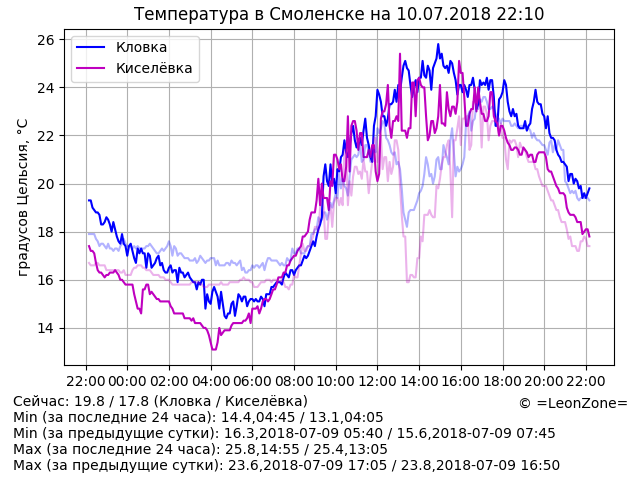 Температура в Смоленске на 10.07.2018 22:10
градусов Цельсия, °C
26
24
22
20
18
16
14
Кловка
Киселёвка
22:00 00:00 02:00 04:00 06:00 08:00 10:00 12:00 14:00 16:00 18:00 20:00 22:00
Сейчас: 19.8 / 17.8 (Кловка / Киселёвка)
© =LeonZone=
Min (за последние 24 часа): 14.4,04:45 / 13.1,04:05
Min (за предыдущие сутки): 16.3,2018-07-09 05:40 / 15.6,2018-07-09 07:45
Max (за последние 24 часа): 25.8,14:55 / 25.4,13:05
Max (за предыдущие сутки): 23.6,2018-07-09 17:05 / 23.8,2018-07-09 16:50